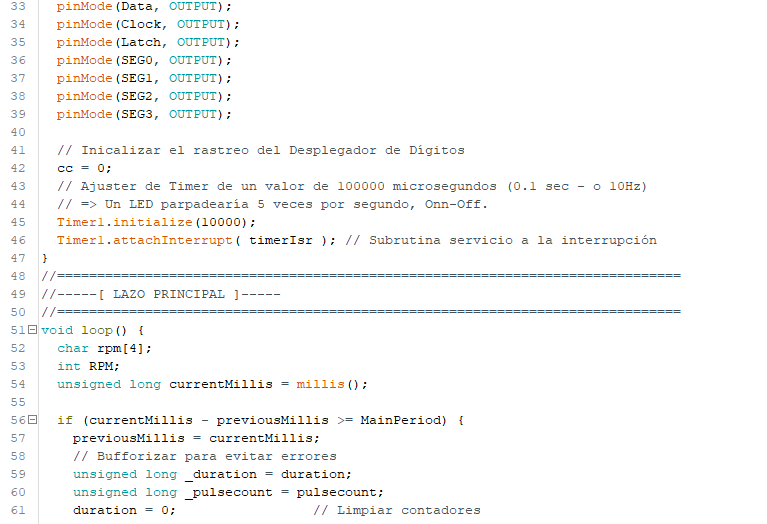 33 pinMode(Data, OUTPUT);
34 pinMode(Clock, OUTPUT);
35 pinMode(Latch, OUTPUT);
36 pinMode(SEG0, OUTPUT);
37 pinMode(SEG1, OUTPUT);
38 pinMode(SEG2, OUTPUT);
39 pinMode(SEG3, OUTPUT);
40
41 // Inicalizar el rastreo del Desplegador de Dígitos
42 cc = 0;
43 // Ajuster de Timer de un valor de 100000 microsegundos (0.1 sec - o 10Hz)
44 // => Un LED parpadearía 5 veces por segundo, Onn-Off.
45 Timer1.initialize(10000);
46 Timer1.attachInterrupt( timerIsr ); // Subrutina servicio a la interrupción
47 }
48 //==============================================================================
49 //-----[ LAZO PRINCIPAL ]-----
50 //==============================================================================
51 void loop() {
52 char rpm[4];
53 int RPM;
54 unsigned long currentMillis = millis();
55
56 if (currentMillis - previousMillis >= MainPeriod) {
57 previousMillis = currentMillis;
58 // Bufforizar para evitar errores
59 unsigned long _duration = duration;
60 unsigned long _pulsecount = pulsecount;
61 duration = 0; // Limpiar contadores